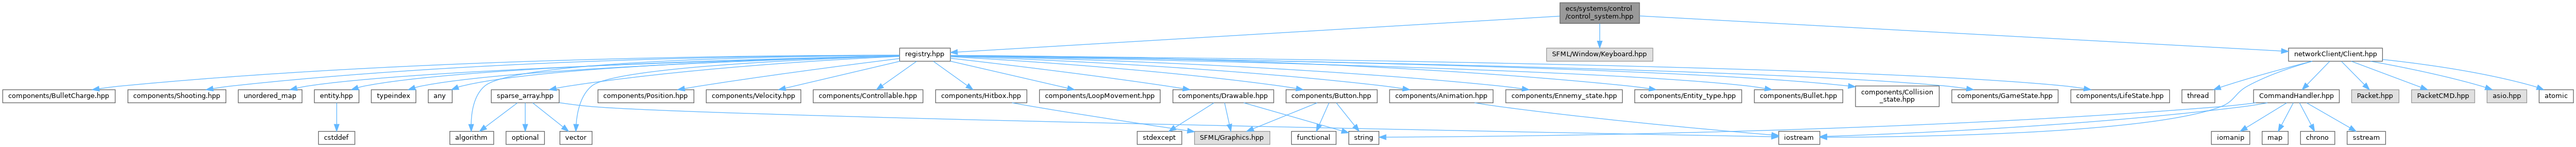 ecs/systems/control
/control_system.hpp
registry.hpp
SFML/Window/Keyboard.hpp
networkClient/Client.hpp
components/BulletCharge.hpp
components/Shooting.hpp
unordered_map
entity.hpp
typeindex
any
sparse_array.hpp
components/Position.hpp
components/Velocity.hpp
components/Controllable.hpp
components/Hitbox.hpp
components/LoopMovement.hpp
components/Drawable.hpp
components/Button.hpp
components/Animation.hpp
components/Ennemy_state.hpp
components/Entity_type.hpp
components/Bullet.hpp
components/Collision
_state.hpp
components/GameState.hpp
components/LifeState.hpp
thread
CommandHandler.hpp
Packet.hpp
PacketCMD.hpp
asio.hpp
atomic
cstddef
algorithm
optional
vector
stdexcept
SFML/Graphics.hpp
functional
string
iostream
iomanip
map
chrono
sstream